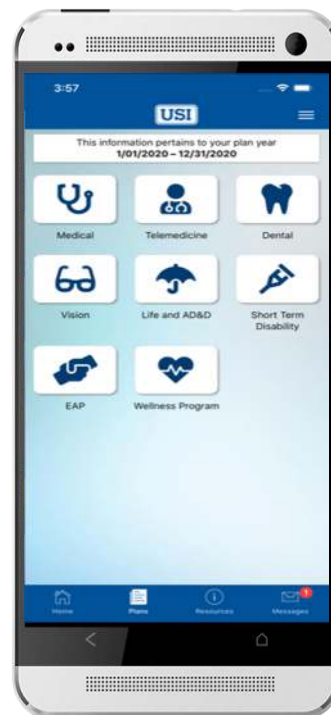 3:57
USI
This information pertains to your plan year
1/01/2020 – 12/31/2020
Medical
Telemedicine
Dental
Vision
Life and AD&D
Short Term
Disability
EAP
Wellness Program
Home
Plans
Resources
Messages
1